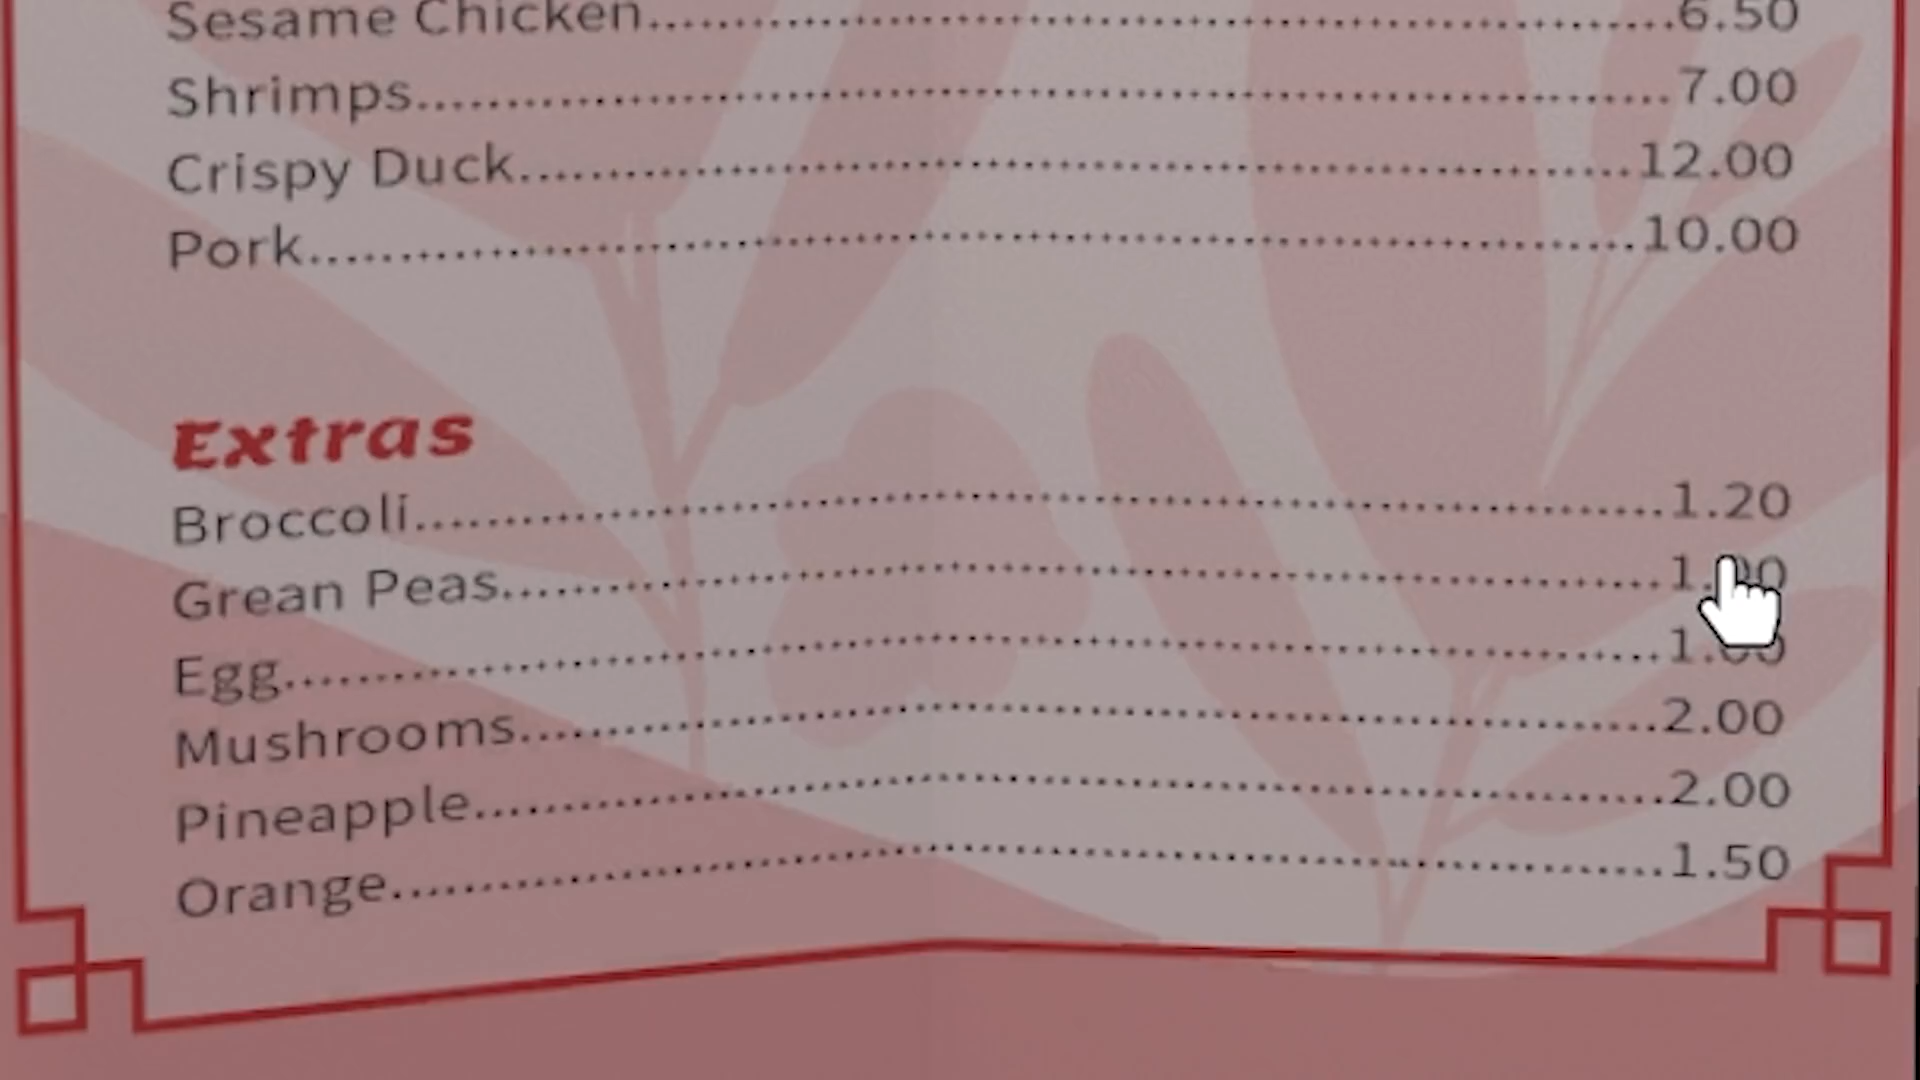 Sesame Chicken 6.50
Shrimps 7.00
Crispy Duck 12.00
Pork 10.00
Extras
Broccoli 1.20
Grean Peas
Egg
Mushrooms 2.00
Pineapple 2.00
Orange 1.50